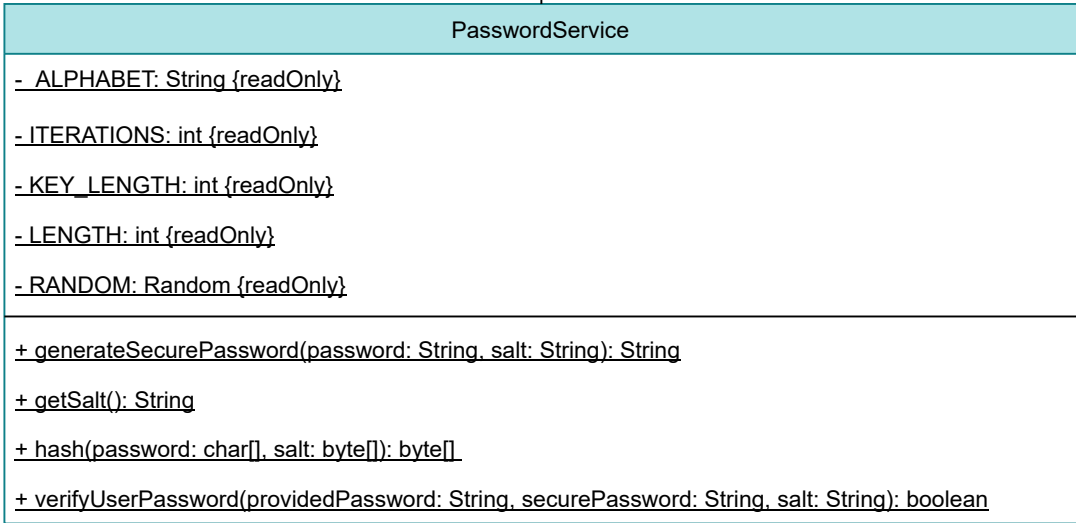 PasswordService
- ALPHABET: String {readOnly}
- ITERATIONS: int {readOnly}
- KEY_LENGTH: int {readOnly}
- LENGTH: int {readOnly}
- RANDOM: Random {readOnly}
+ generateSecurePassword(password: String, salt: String): String
+ getSalt(): String
+ hash(password: char[], salt: byte[]): byte[]
+ verifyUserPassword(providedPassword: String, securePassword: String, salt: String): boolean